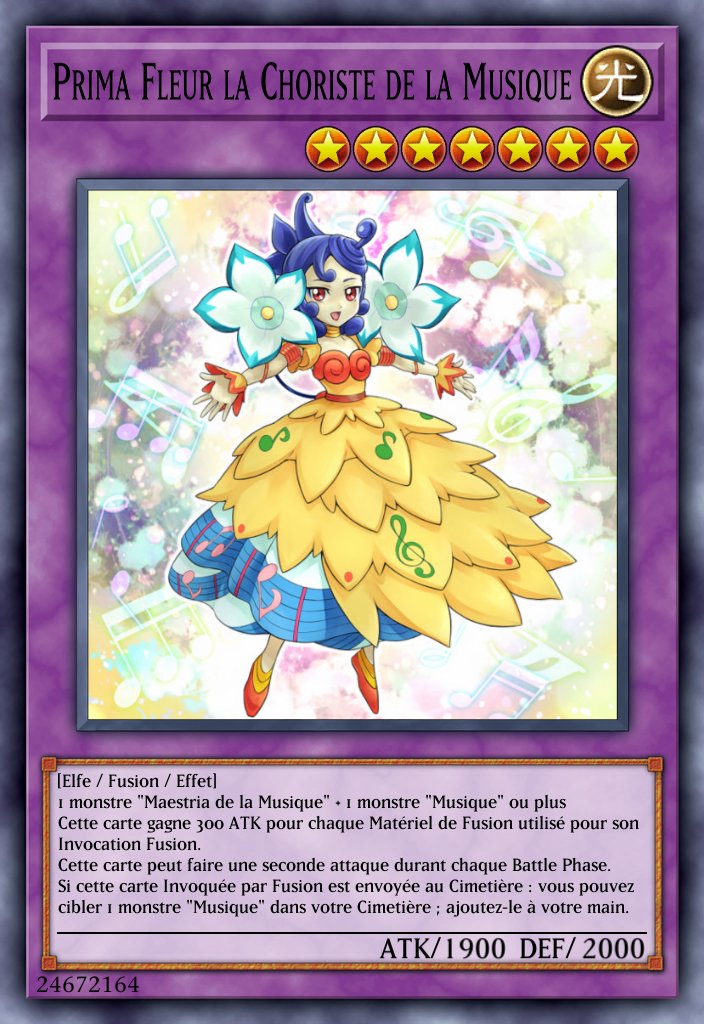 Prima Fleur la Choriste de la Musique
光
[Elfe / Fusion / Effet]
1 monstre "Maestria de la Musique" + 1 monstre "Musique" ou plus
Cette carte gagne 300 ATK pour chaque Matériel de Fusion utilisé pour son
Invocation Fusion.
Cette carte peut faire une seconde attaque durant chaque Battle Phase.
Si cette carte Invoquée par Fusion est envoyée au Cimetière : vous pouvez
cibler 1 monstre "Musique" dans votre Cimetière ; ajoutez-le à votre main.
ATK/1900 DEF/ 2000
24672164